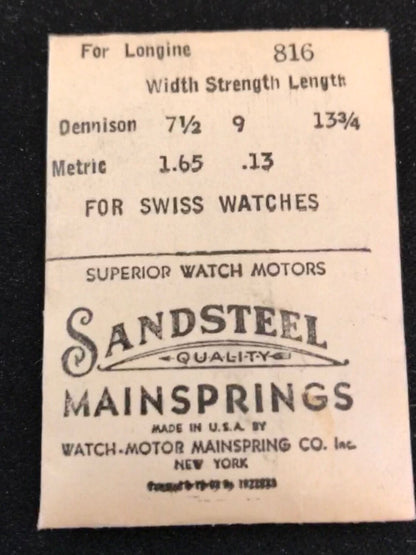 For Longine 816
Width Strength Length
Dennison 7½ 9 13¾
Metric 1.65 .13
FOR SWISS WATCHES
SUPERIOR WATCH MOTORS
SANDSTEEL
QUALITY
MAINSPRINGS
MADE IN U.S.A. BY
WATCH-MOTOR MAINSPRING CO. Inc.
NEW YORK